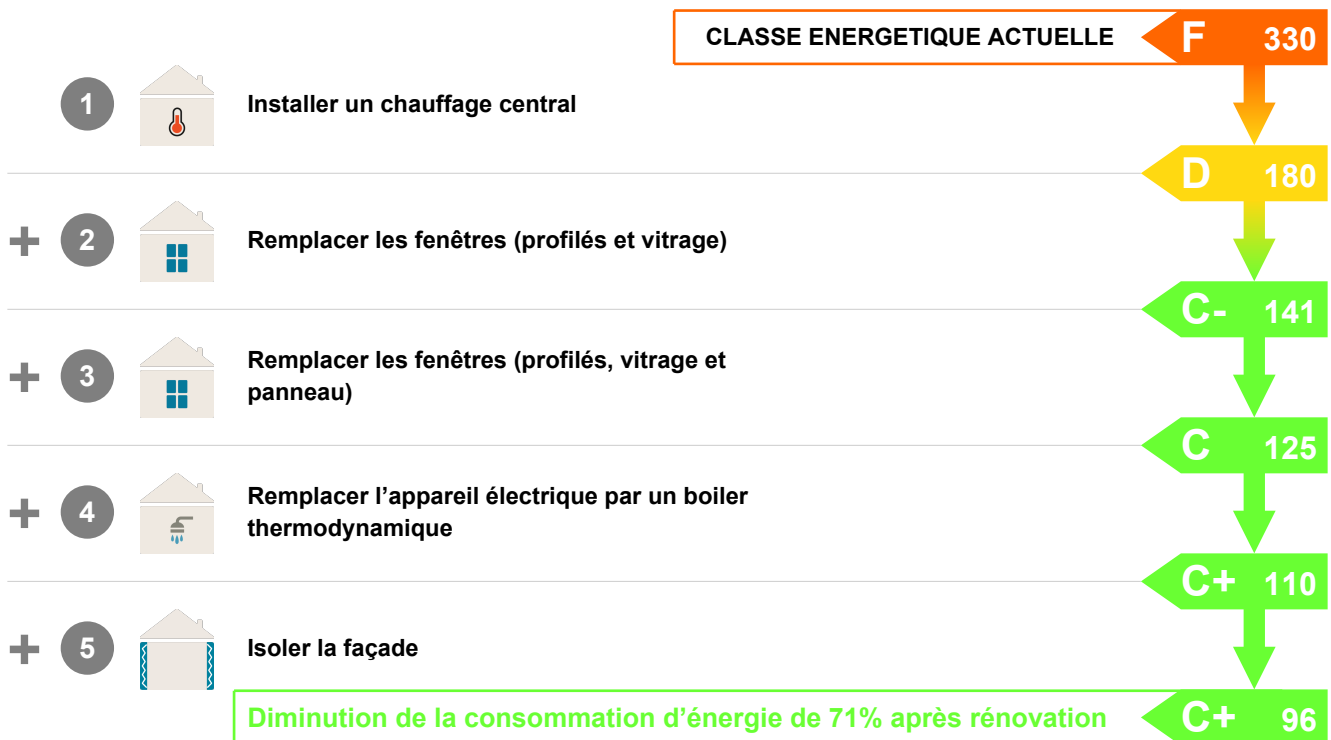 CLASSE ENERGETIQUE ACTUELLE F 330
1 Installer un chauffage central
D 180
+ 2 Remplacer les fenêtres (profilés et vitrage)
C- 141
+ 3 Remplacer les fenêtres (profilés, vitrage et
panneau)
C 125
+ 4 Remplacer l’appareil électrique par un boiler
thermodynamique
C+ 110
+ 5 Isoler la façade
Diminution de la consommation d’énergie de 71% après rénovation C+ 96